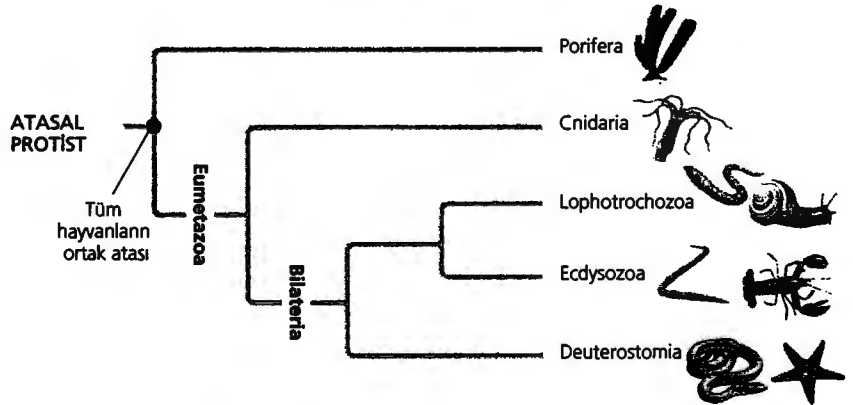 Porifera
ATASAL
PROTİST
Cnidaria
Eumetazoa
Tüm
hayvanların
ortak atası
Lophotrochozoa
Bilateria
Ecdysozoa
Deuterostomia